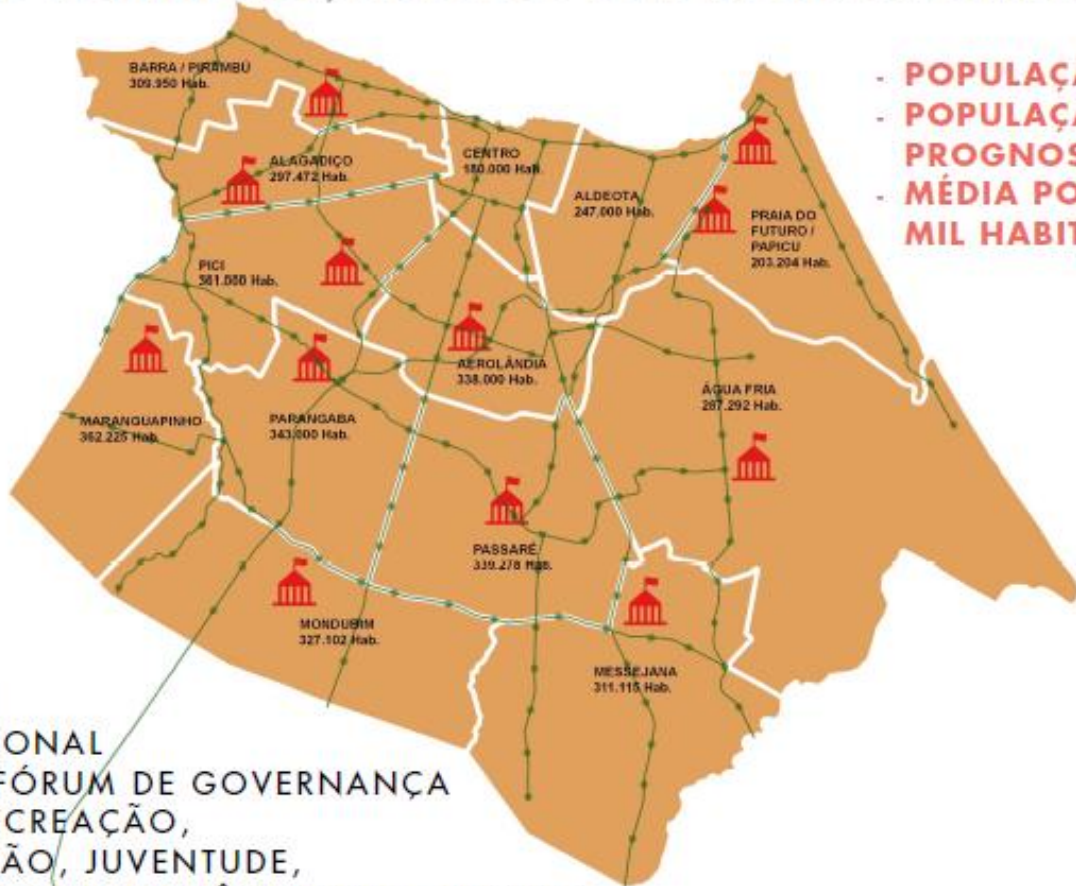 BARRA / PIRAMBÚ
309.950 Hab.
ALAGADIÇO
297.472 Hab.
CENTRO
180.000 Hab.
ALDEOTA
247.000 Hab.
PRAIA DO
FUTURO /
PAPICU
203.204 Hab.
PICI
361.000 Hab.
AEROLÂNDIA
338.000 Hab.
ÁGUA FRIA
287.292 Hab.
MARANGUAPINHO
362.225 Hab.
PARANGABA
343.000 Hab.
PASSARÉ
339.278 Hab.
MONDUBIM
327.102 Hab.
MESSEJANA
311.115 Hab.
- POPULAÇA
- POPULAÇA
PROGNOS
- MÉDIA PO
MIL HABIT
ONAL
FÓRUM DE GOVERNANÇA
CREAÇÃO,
ÃO, JUVENTUDE,